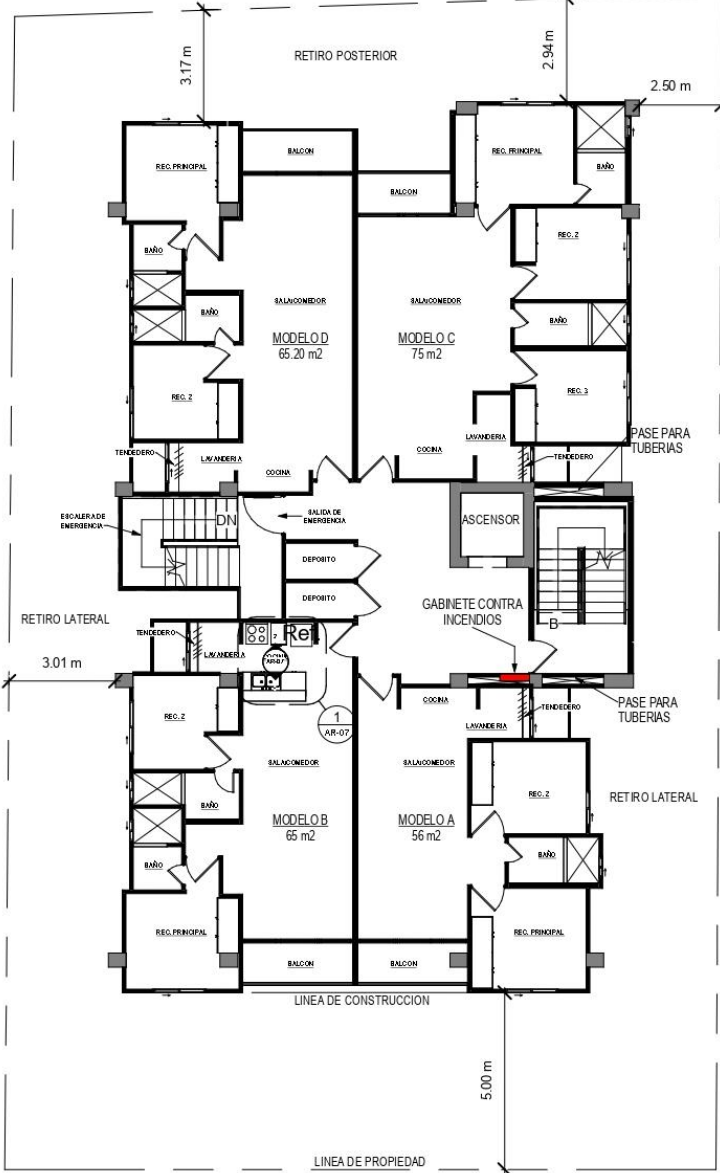 3.17 m
RETIRO POSTERIOR
2.94m
2.50 m
REC. PRINCIPAL
BALCON
BALCON
REC. PRINCIPAL
BAÑO
BAÑO
REC. 2
SALA/COMEDOR
SALA/COMEDOR
BAÑO
BAÑO
MODELO D
65.20 m2
MODELO C
75 m2
REC. 2
REC. 3
PASE PARA
TUBERIAS
TENDEDERO
LAVANDERIA
COCINA
COCINA
LAVANDERIA
TENDEDERO
ESCALERA DE
EMERGENCIA
DN
SALIDA DE
EMERGENCIA
ASCENSOR
DEPOSITO
DEPOSITO
GABINETE CONTRA
INCENDIOS
B
RETIRO LATERAL
TENDEDERO
LAVANDERIA
Ref
COCINA
AR-07
3.01 m
REC. 2
1
AR-07
COCINA
LAVANDERIA
TENDEDERO
PASE PARA
TUBERIAS
SALA/COMEDOR
SALA/COMEDOR
BAÑO
REC. 2
RETIRO LATERAL
MODELO B
65 m2
MODELO A
56 m2
BAÑO
BAÑO
REC. PRINCIPAL
REC. PRINCIPAL
BALCON
BALCON
LINEA DE CONSTRUCCION
5.00 m
LINEA DE PROPIEDAD